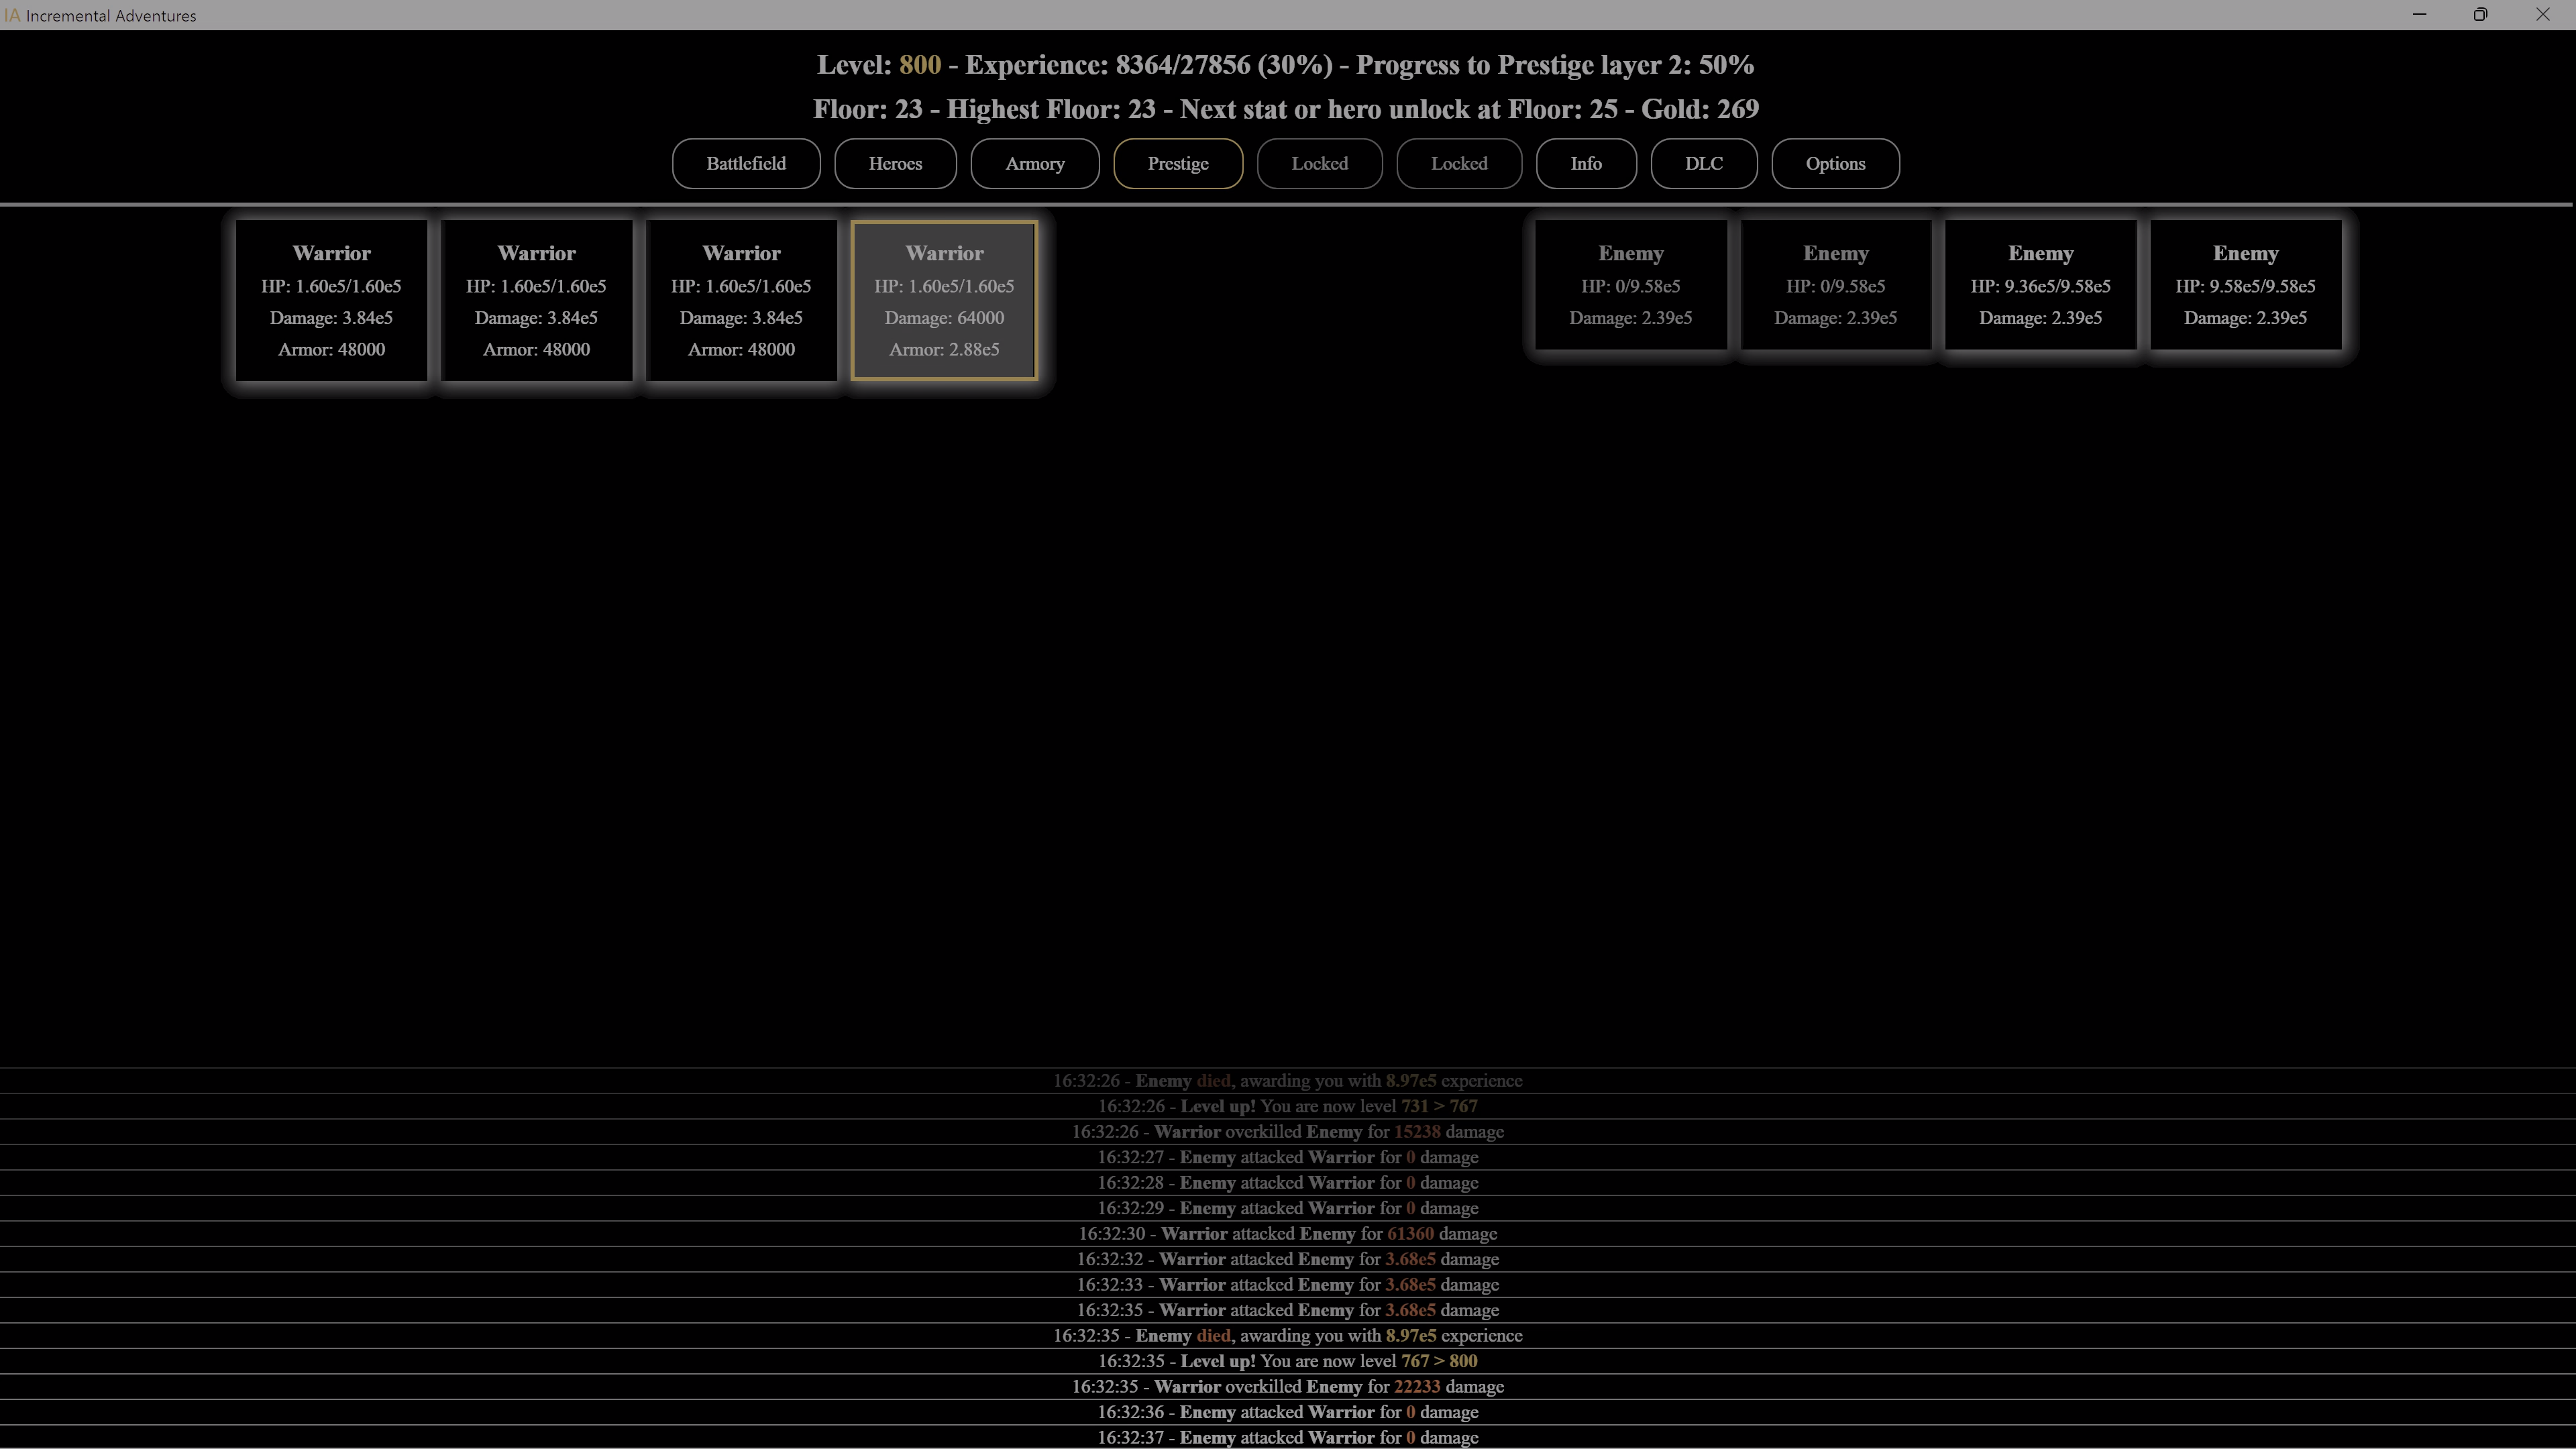 IA Incremental Adventures
Level: 800 - Experience: 8364/27856 (30%) - Progress to Prestige layer 2: 50%
Floor: 23 - Highest Floor: 23 - Next stat or hero unlock at Floor: 25 - Gold: 269
Battlefield Heroes Armory Prestige Locked Locked Info DLC Options
Warrior Warrior Warrior Warrior Enemy Enemy Enemy Enemy
HP: 1.60e5/1.60e5 HP: 1.60e5/1.60e5 HP: 1.60e5/1.60e5 HP: 1.60e5/1.60e5 HP: 0/9.58e5 HP: 0/9.58e5 HP: 9.36e5/9.58e5 HP: 9.58e5/9.58e5
Damage: 3.84e5 Damage: 3.84e5 Damage: 3.84e5 Damage: 64000 Damage: 2.39e5 Damage: 2.39e5 Damage: 2.39e5 Damage: 2.39e5
Armor: 48000 Armor: 48000 Armor: 48000 Armor: 2.88e5
16:32:26 - Enemy died, awarding you with 8.97e5 experience
16:32:26 - Level up! You are now level 731 > 767
16:32:26 - Warrior overkilled Enemy for 15238 damage
16:32:27 - Enemy attacked Warrior for 0 damage
16:32:28 - Enemy attacked Warrior for 0 damage
16:32:29 - Enemy attacked Warrior for 0 damage
16:32:30 - Warrior attacked Enemy for 61360 damage
16:32:32 - Warrior attacked Enemy for 3.68e5 damage
16:32:33 - Warrior attacked Enemy for 3.68e5 damage
16:32:35 - Warrior attacked Enemy for 3.68e5 damage
16:32:35 - Enemy died, awarding you with 8.97e5 experience
16:32:35 - Level up! You are now level 767 > 800
16:32:35 - Warrior overkilled Enemy for 22233 damage
16:32:36 - Enemy attacked Warrior for 0 damage
16:32:37 - Enemy attacked Warrior for 0 damage